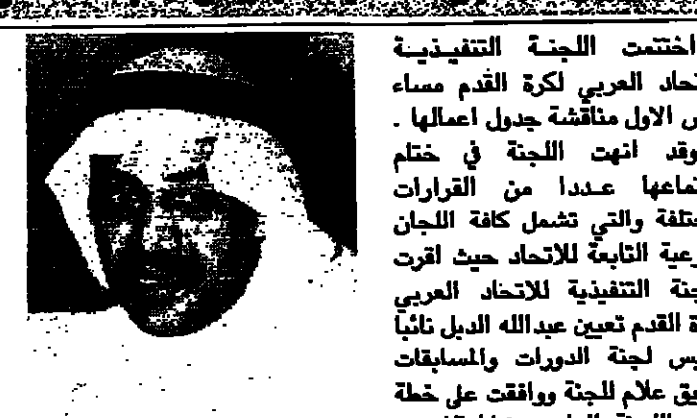 اختتمت اللجنة التنفيذية
تحاد العربي لكرة القدم مساء
س الاول مناقشة جدول اعمالها .
وقد انهت اللجنة في ختام
تماعها عددا من القرارات
ختلفة والتي تشمل كافة اللجان
رعية التابعة للاتحاد حيث اقرت
جنة التنفيذية للاتحاد العربي
ة القدم تعيين عبدالله الدبل نائبا
يس لجنة الدورات والمسابقات
يق علام للجنة ووافقت على خطة